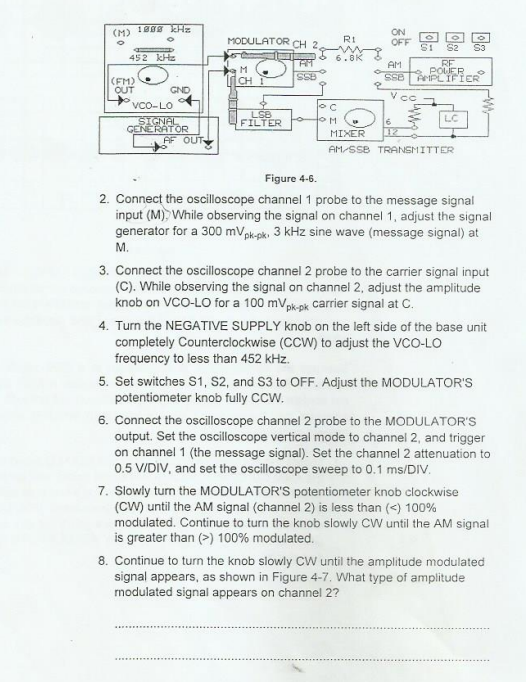 (M) 1000 kHz
452 kHz
(FM)
OUT
GND
VCO-LO
SIGNAL
GENERATOR
AF OUT
MODULATOR
CH 2
M
CH 1
R1
6.8K
AM
SSB
LSB
FILTER
C
M
MIXER
6
12
ON
OFF
S1 S2 S3
AM
SSB
RF
POWER
AMPLIFIER
Vcc
LC
AM/SSB TRANSMITTER
Figure 4-6.
2. Connect the oscilloscope channel 1 probe to the message signal
input (M). While observing the signal on channel 1, adjust the signal
generator for a 300 mVpk-pk, 3 kHz sine wave (message signal) at
M.
3. Connect the oscilloscope channel 2 probe to the carrier signal input
(C). While observing the signal on channel 2, adjust the amplitude
knob on VCO-LO for a 100 mVpk-pk carrier signal at C.
4. Turn the NEGATIVE SUPPLY knob on the left side of the base unit
completely Counterclockwise (CCW) to adjust the VCO-LO
frequency to less than 452 kHz.
5. Set switches S1, S2, and S3 to OFF. Adjust the MODULATOR'S
potentiometer knob fully CCW.
6. Connect the oscilloscope channel 2 probe to the MODULATOR'S
output. Set the oscilloscope vertical mode to channel 2, and trigger
on channel 1 (the message signal). Set the channel 2 attenuation to
0.5 V/DIV, and set the oscilloscope sweep to 0.1 ms/DIV.
7. Slowly turn the MODULATOR'S potentiometer knob clockwise
(CW) until the AM signal (channel 2) is less than (<) 100%
modulated. Continue to turn the knob slowly CW until the AM signal
is greater than (>) 100% modulated.
8. Continue to turn the knob slowly CW until the amplitude modulated
signal appears, as shown in Figure 4-7. What type of amplitude
modulated signal appears on channel 2?